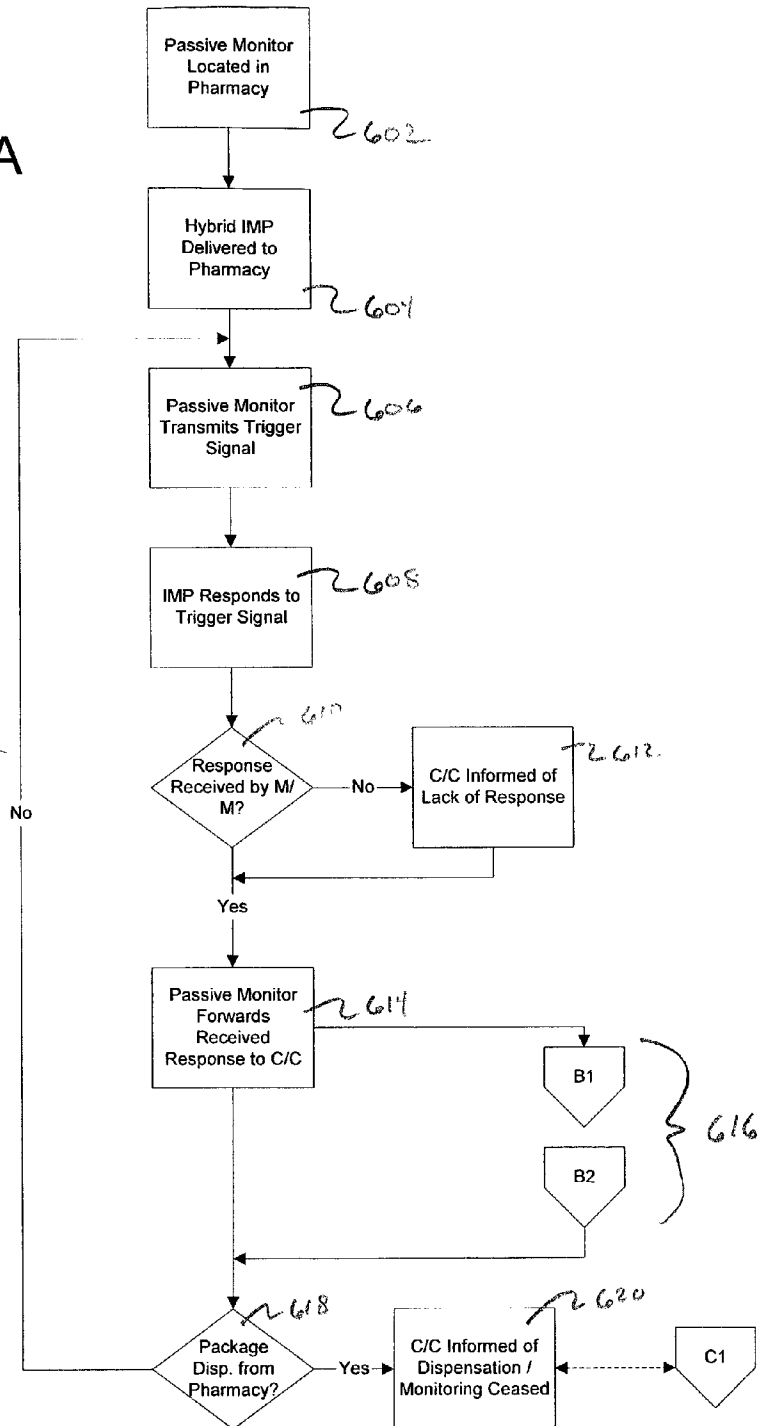 A
Passive Monitor
Located in
Pharmacy
602
Hybrid IMP
Delivered to
Pharmacy
604
Passive Monitor
Transmits Trigger
Signal
606
IMP Responds to
Trigger Signal
608
610
Response
Received by M/
M?
No
C/C Informed of
Lack of Response
612
No
Yes
Passive Monitor
Forwards
Received
Response to C/C
614
B1
B2
616
618
Package
Disp. from
Pharmacy?
Yes
C/C Informed of
Dispensation /
Monitoring Ceased
620
C1